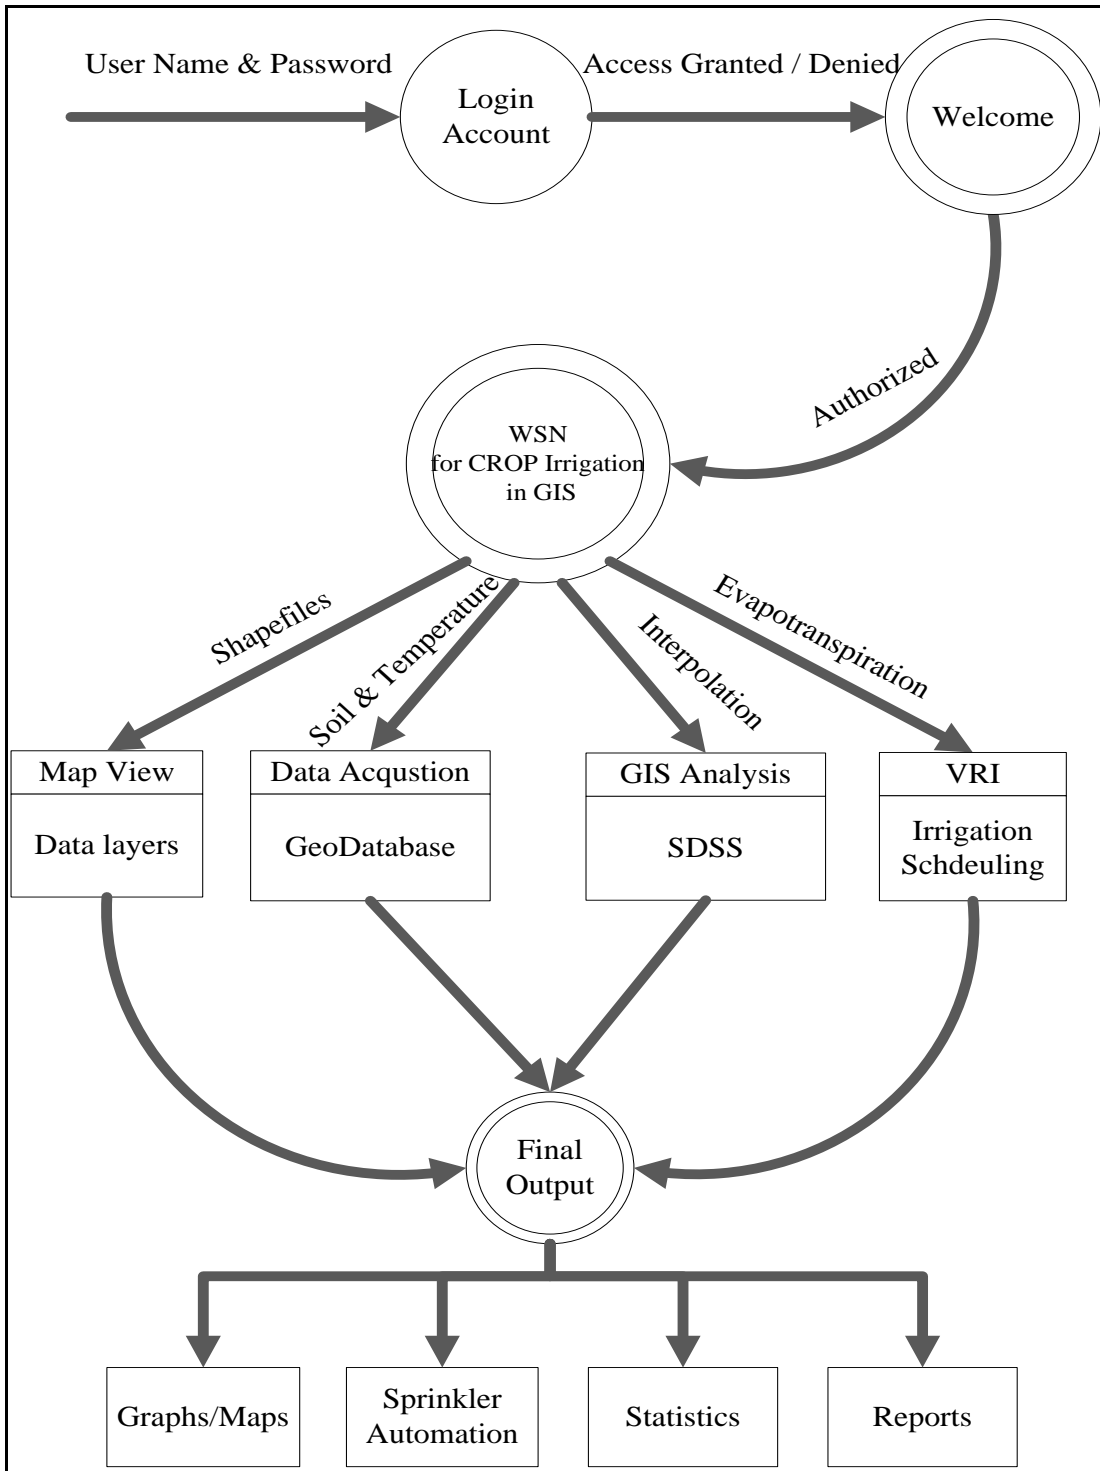 User Name & Password
Login
Account
Access Granted / Denied
Welcome
Authorized
WSN
for CROP Irrigation
in GIS
Shapefiles
Soil & Temperature
Interpolation
Evapotranspiration
Map View
Data layers
Data Acqustion
GeoDatabase
GIS Analysis
SDSS
VRI
Irrigation
Schdeuling
Final
Output
Graphs/Maps
Sprinkler
Automation
Statistics
Reports